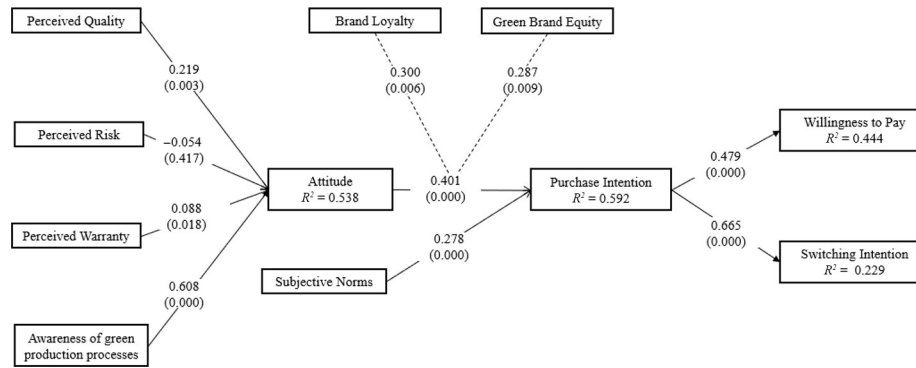 Perceived Quality
Brand Loyalty
Green Brand Equity
0.219
(0.003)
0.300
(0.006)
0.287
(0.009)
Perceived Risk
−0.054
(0.417)
Willingness to Pay
R² = 0.444
Attitude
R² = 0.538
0.401
(0.000)
Purchase Intention
R² = 0.592
0.479
(0.000)
Perceived Warranty
0.088
(0.018)
0.278
(0.000)
0.665
(0.000)
Subjective Norms
Switching Intention
R² = 0.229
0.608
(0.000)
Awareness of green
production processes